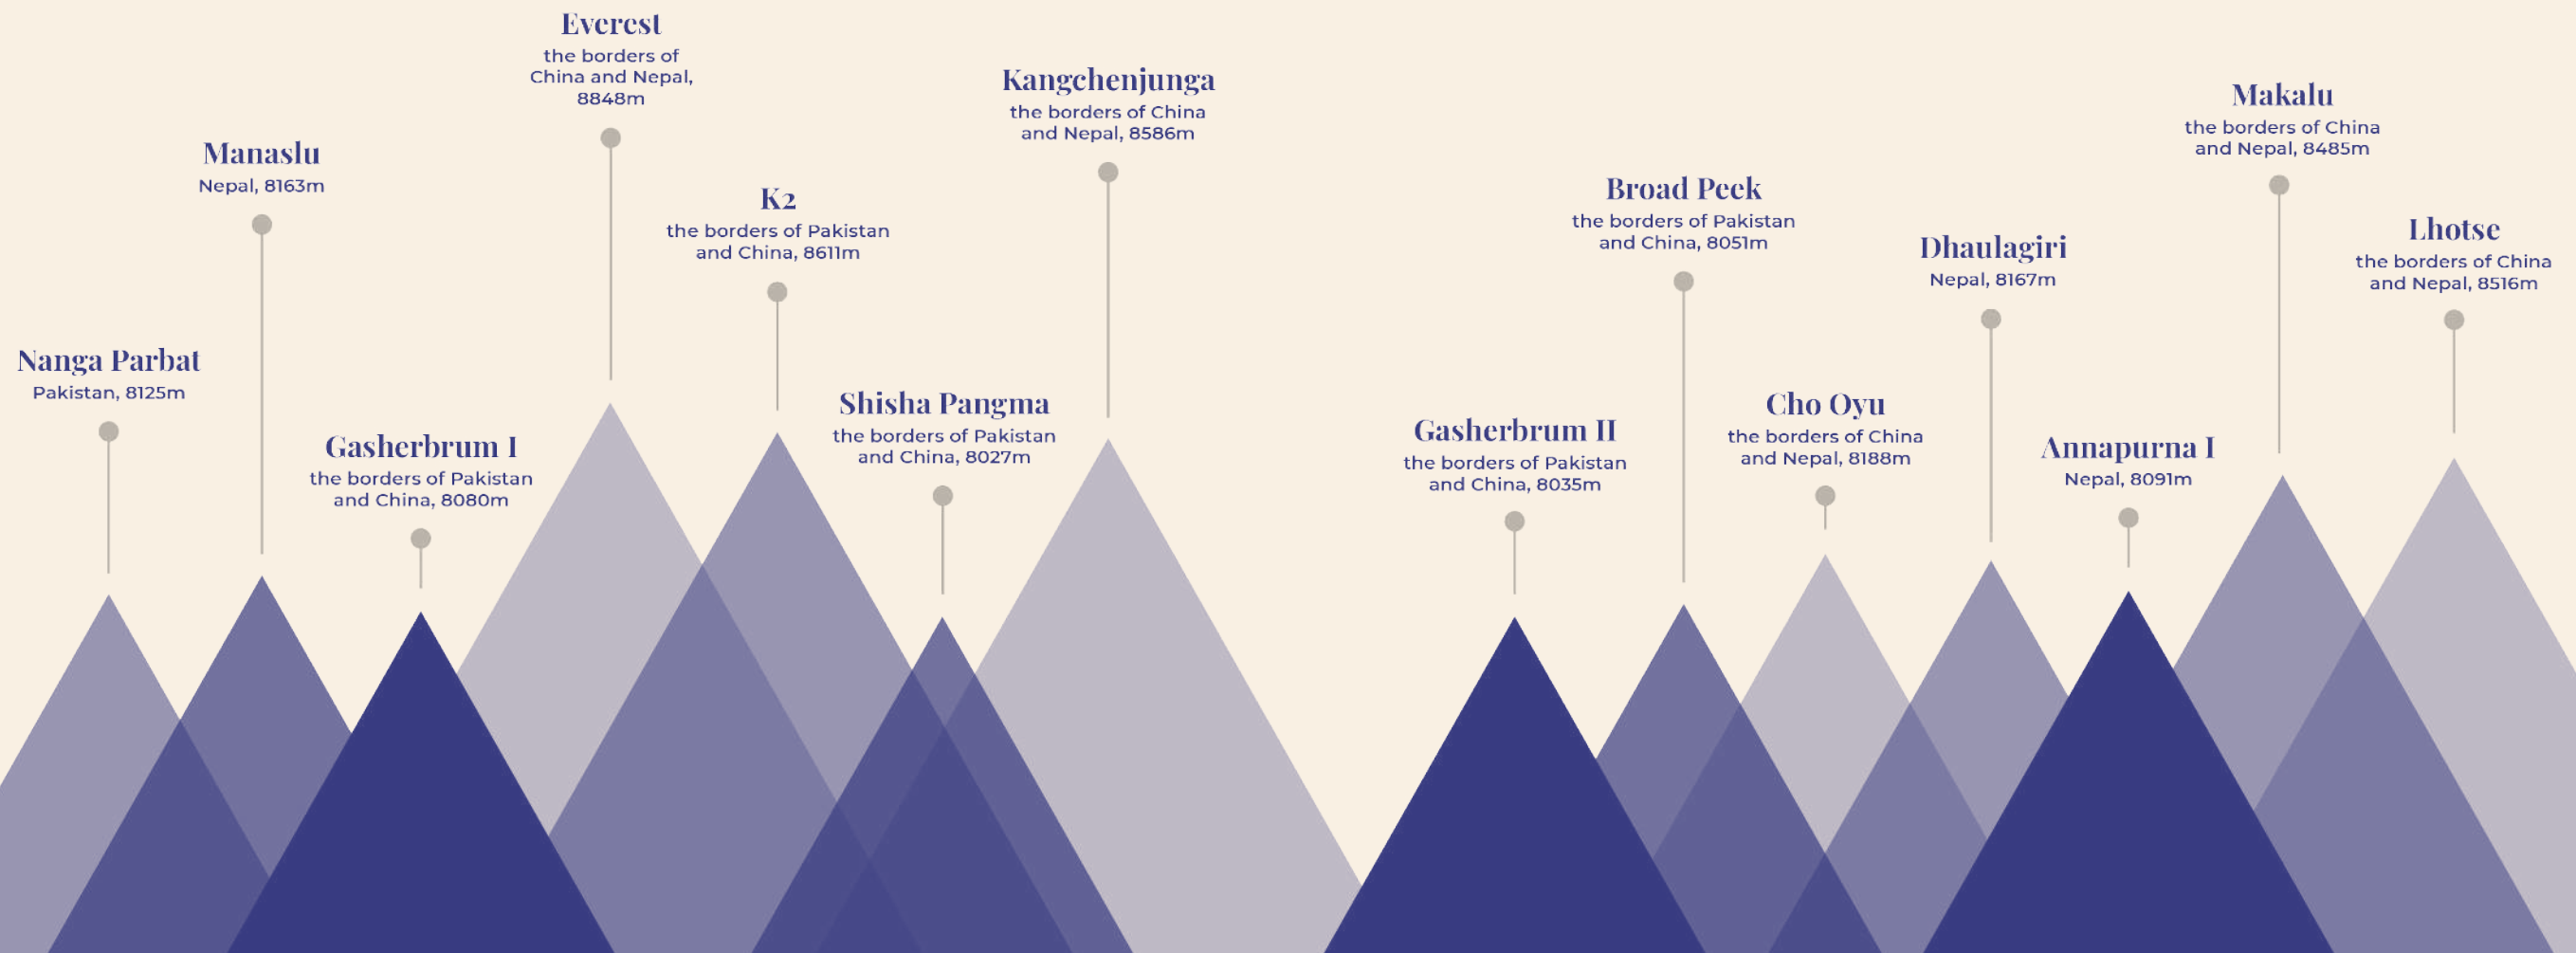 Everest
the borders of
China and Nepal,
8848m
Kangchenjunga
the borders of China
and Nepal, 8586m
Makalu
the borders of China
and Nepal, 8485m
Manaslu
Nepal, 8163m
K2
the borders of Pakistan
and China, 8611m
Broad Peek
the borders of Pakistan
and China, 8051m
Dhaulagiri
Nepal, 8167m
Lhotse
the borders of China
and Nepal, 8516m
Nanga Parbat
Pakistan, 8125m
Gasherbrum I
the borders of Pakistan
and China, 8080m
Shisha Pangma
the borders of Pakistan
and China, 8027m
Gasherbrum II
the borders of Pakistan
and China, 8035m
Cho Oyu
the borders of China
and Nepal, 8188m
Annapurna I
Nepal, 8091m